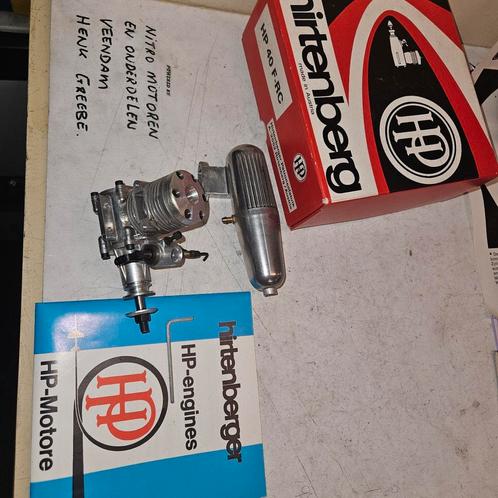 NITRO MOTOREN
EN ONDERDELEN
VEENDAM
HENK GREEBE.
hirtenberg
made in Austria
HP 40 F-RC
HP
hirtenberger
HP-engines
HP
HP-Motore